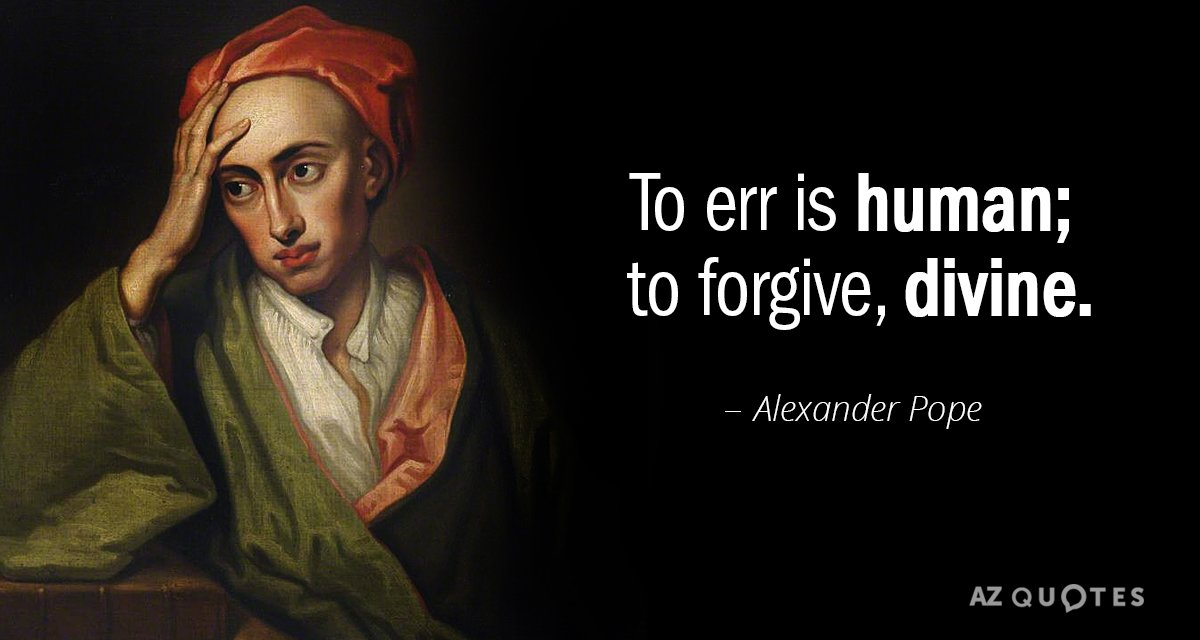 To err is human;
to forgive, divine.
– Alexander Pope
AZ QUOTES